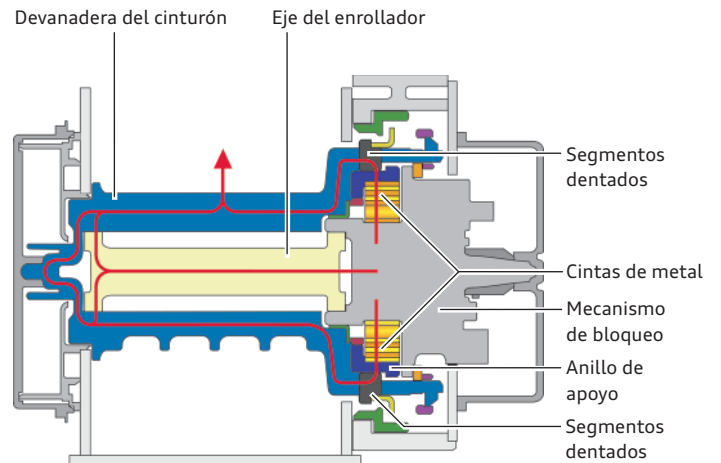 Devanadera del cinturón
Eje del enrollador
Segmentos
dentados
Cintas de metal
Mecanismo
de bloqueo
Anillo de
apoyo
Segmentos
dentados